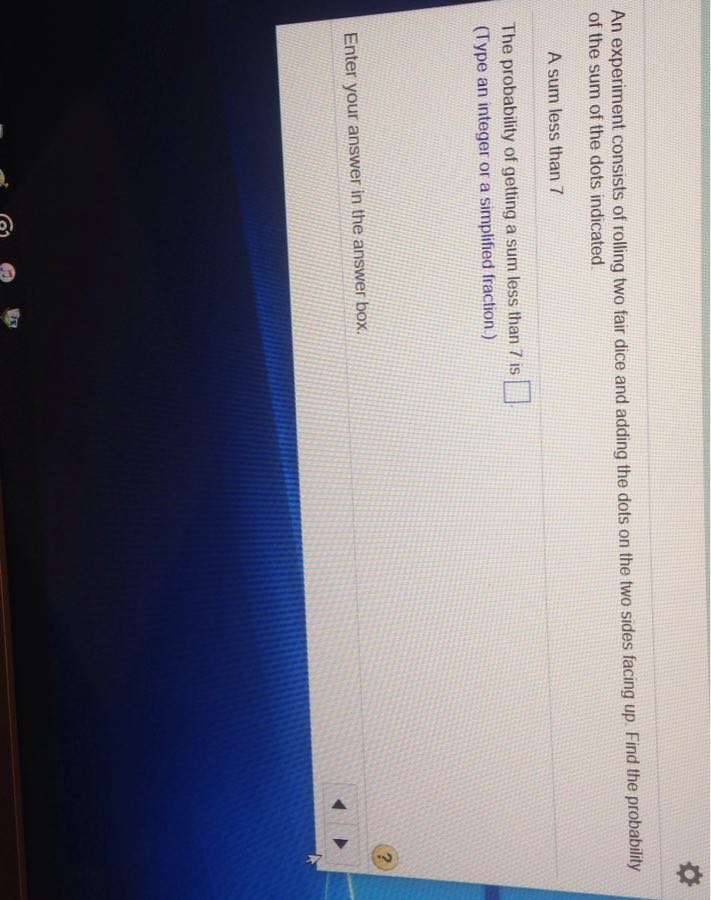 An experiment consists of rolling two fair dice and adding the dots on the two sides facing up. Find the probability
of the sum of the dots indicated.
A sum less than 7
The probability of getting a sum less than 7 is .
(Type an integer or a simplified fraction.)
Enter your answer in the answer box.
?